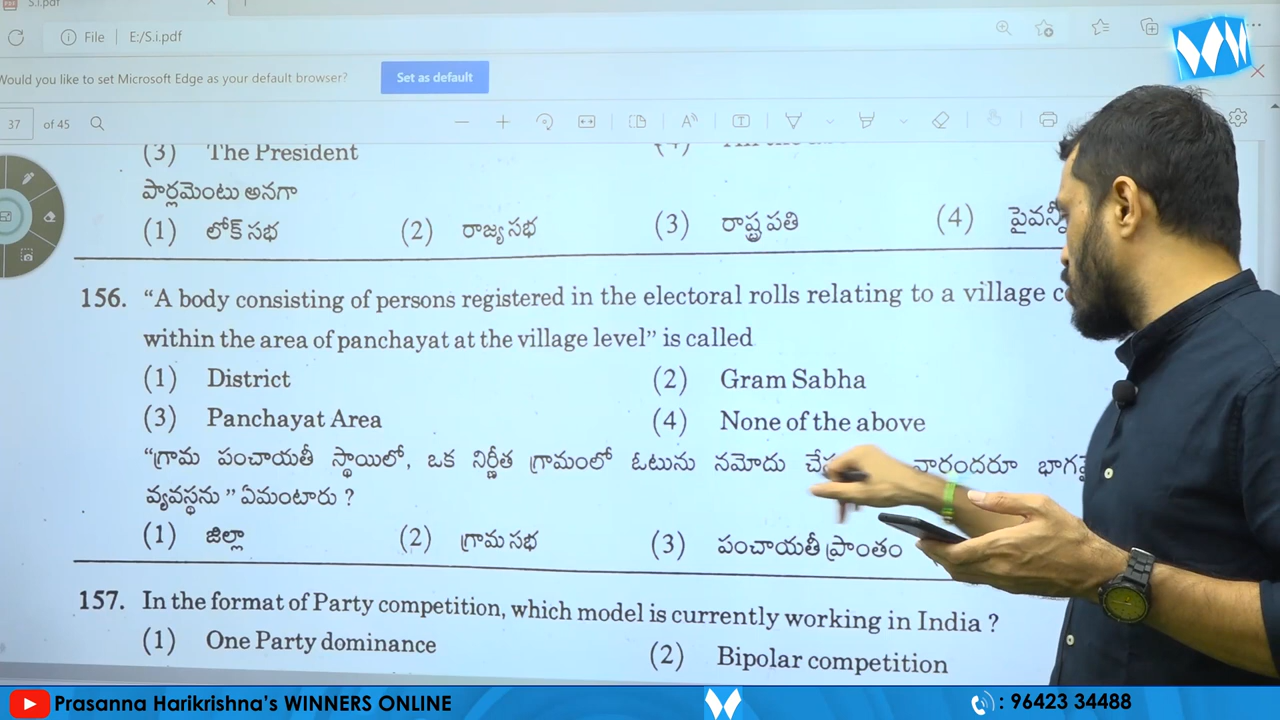 S.i.pdf
File E:/S.i.pdf
Would you like to set Microsoft Edge as your default browser? Set as default
37 of 45
(3) The President
పార్లమెంటు అనగా
(1) లోక్ సభ (2) రాజ్య సభ (3) రాష్ట్రపతి (4)
156. “A body consisting of persons registered in the electoral rolls relating to a village
within the area of panchayat at the village level” is called
(1) District (2) Gram Sabha
(3) Panchayat Area (4) None of the above
“గ్రామ పంచాయతీ స్థాయిలో, ఒక నిర్ణీత గ్రామంలో ఓటును నమోదు
వ్యవస్థను ” ఏమంటారు ?
(1) జిల్లా (2) గ్రామ సభ (3) పంచాయతీ ప్రాంతం
157. In the format of Party competition, which model is currently working in India ?
(1) One Party dominance (2) Bipolar competition
Prasanna Harikrishna's WINNERS ONLINE : 96423 34488